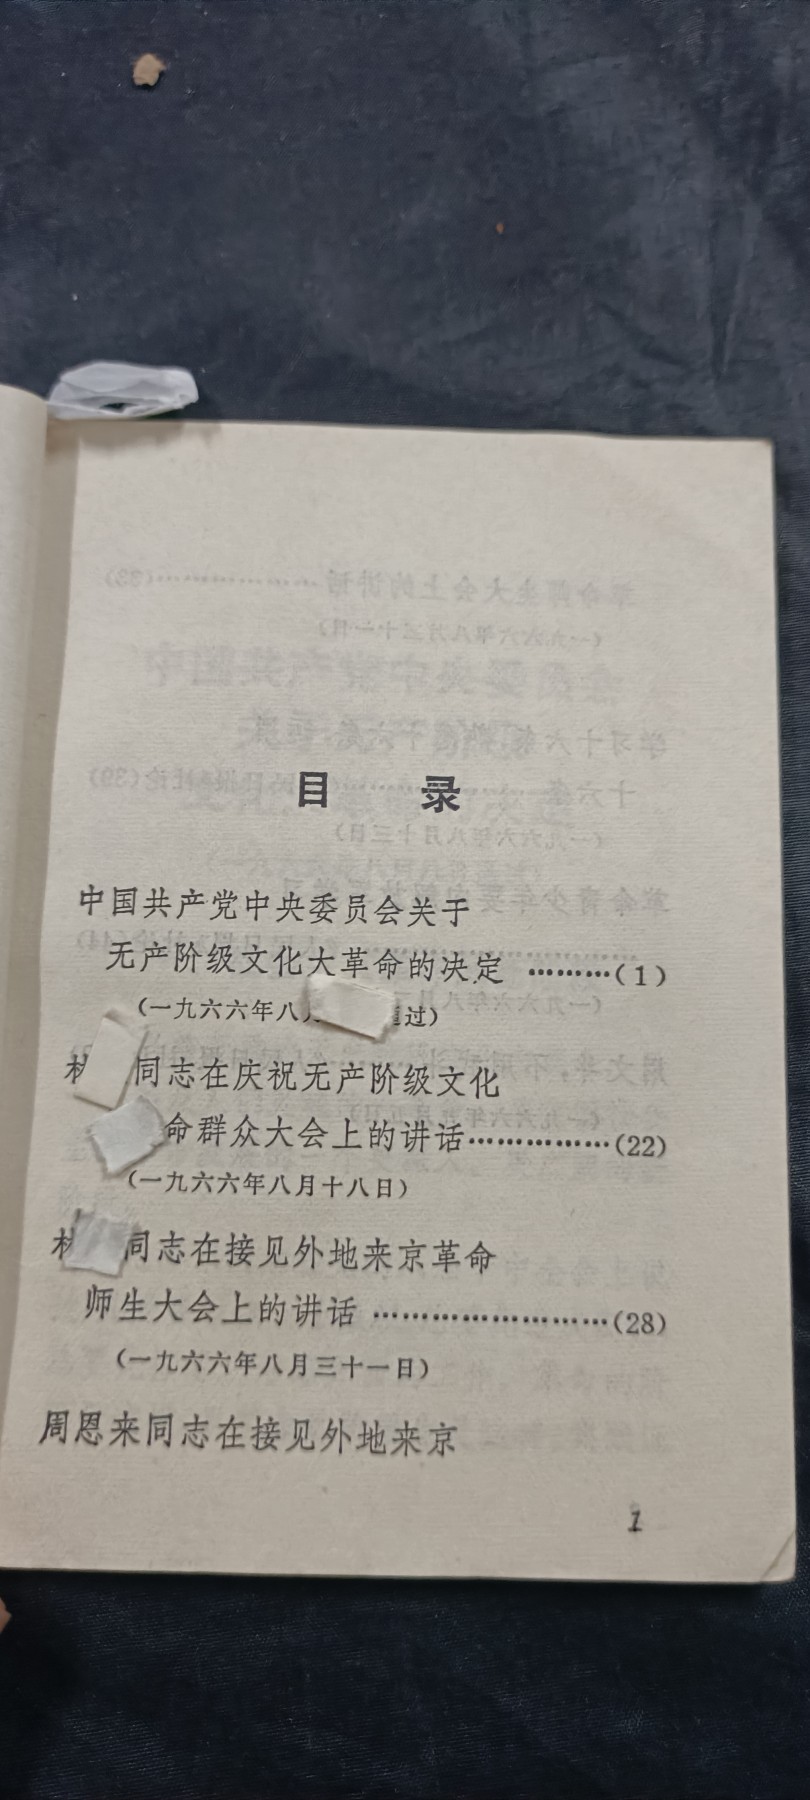 目 录
中国共产党中央委员会关于
无产阶级文化大革命的决定 ………(1)
(一九六六年八月 过)
同志在庆祝无产阶级文化
命群众大会上的讲话……………(22)
(一九六六年八月十八日)
同志在接见外地来京革命
师生大会上的讲话 ……………………(28)
(一九六六年八月三十一日)
周恩来同志在接见外地来京
1